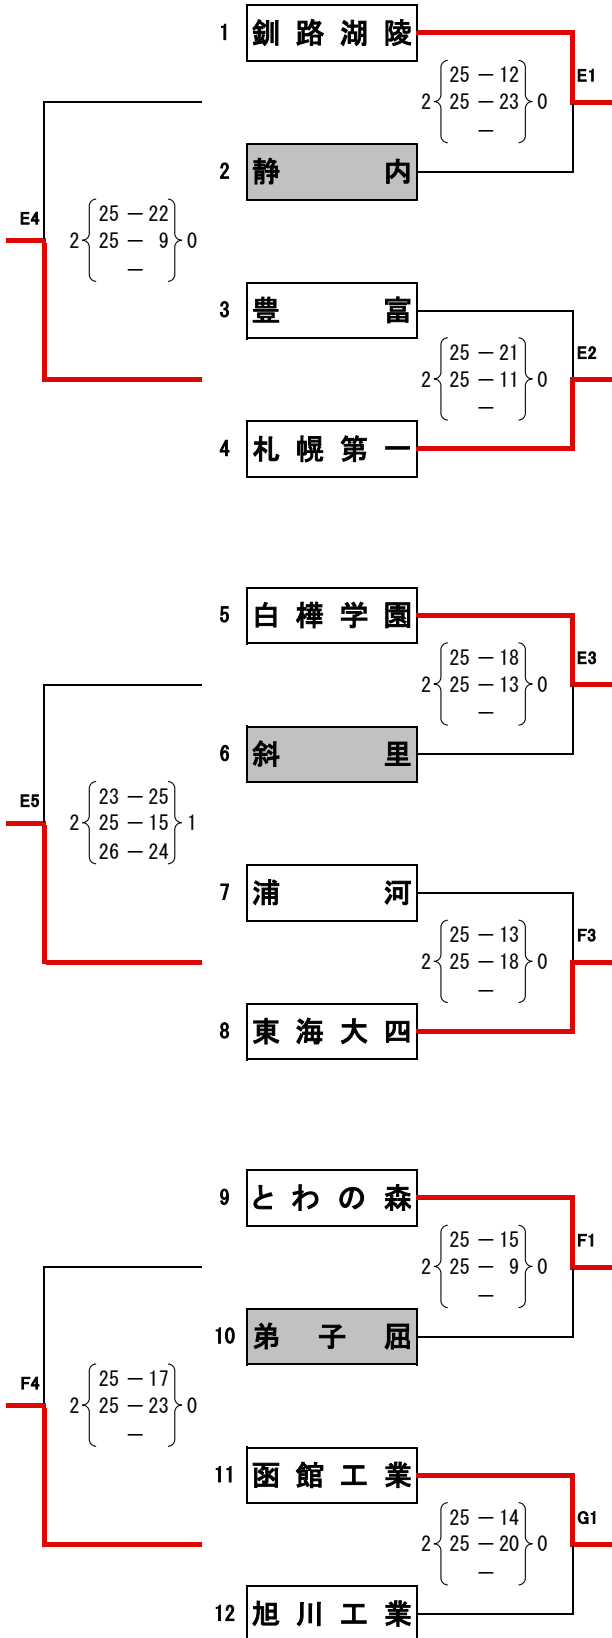 1 釧路湖陵
25 － 12
2 25 － 23 0
－
E1
2 静内
E4
25 － 22
2 25 － 9 0
－
3 豊富
25 － 21
2 25 － 11 0
－
E2
4 札幌第一
5 白樺学園
25 － 18
2 25 － 13 0
－
E3
6 斜里
E5
23 － 25
2 25 － 15 1
26 － 24
7 浦河
25 － 13
2 25 － 18 0
－
F3
8 東海大四
9 とわの森
25 － 15
2 25 － 9 0
－
F1
10 弟子屈
F4
25 － 17
2 25 － 23 0
－
11 函館工業
25 － 14
2 25 － 20 0
－
G1
12 旭川工業